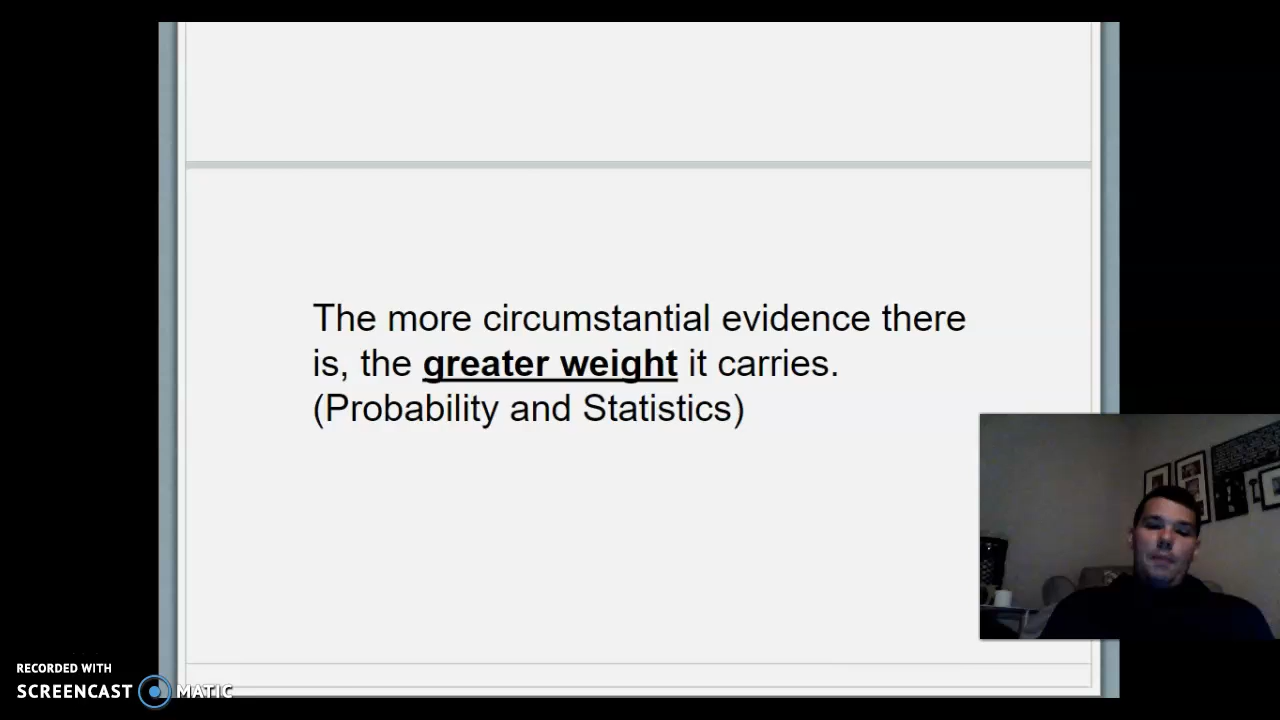 The more circumstantial evidence there
is, the greater weight it carries.
(Probability and Statistics)
RECORDED WITH
SCREENCAST MATIC